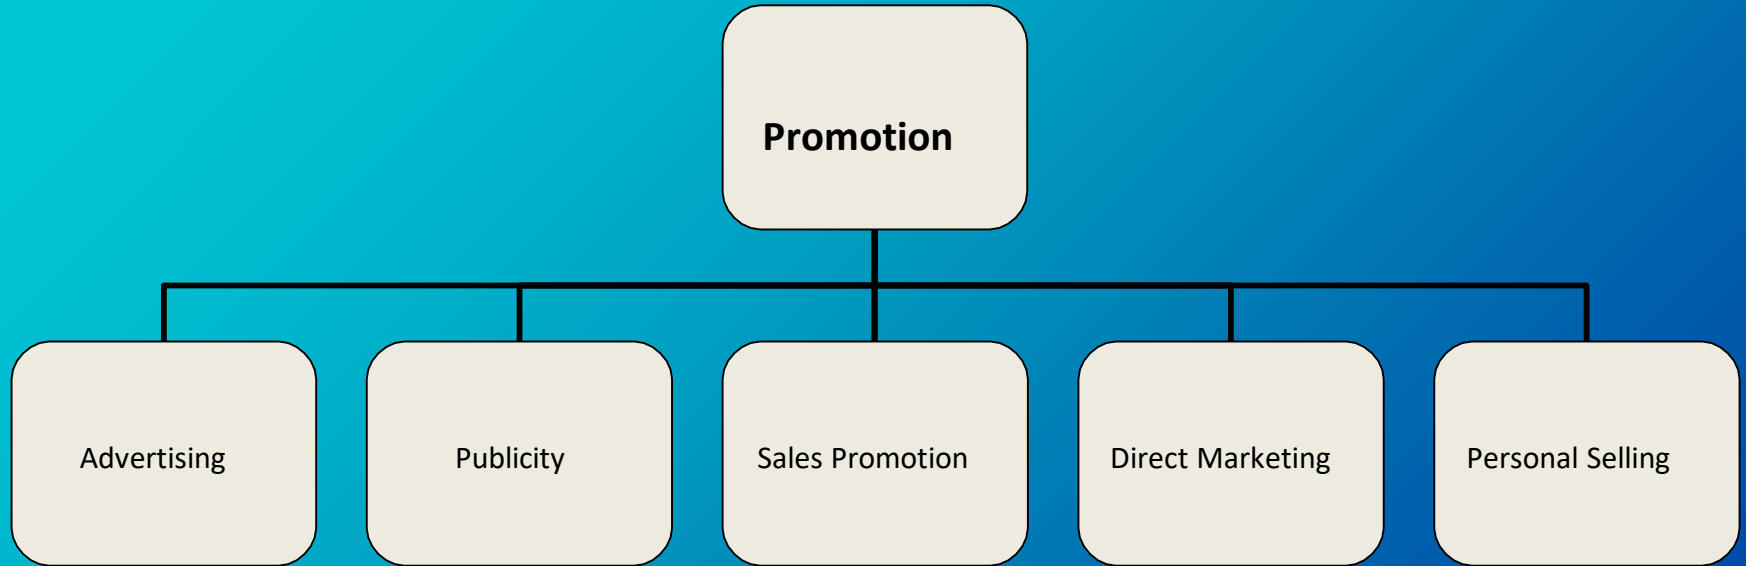 Promotion
Advertising
Publicity
Sales Promotion
Direct Marketing
Personal Selling